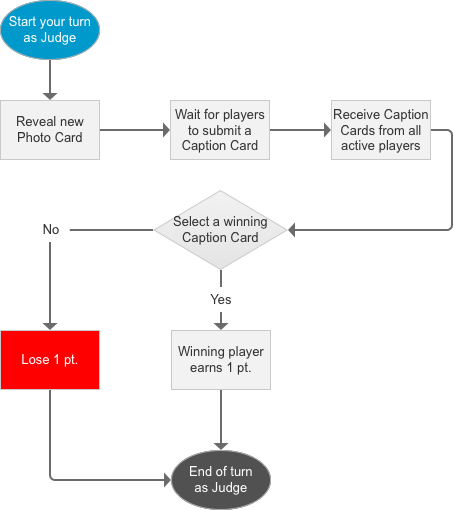 Start your turn
as Judge
Reveal new
Photo Card
Wait for players
to submit a
Caption Card
Receive Caption
Cards from all
active players
Select a winning
Caption Card
No
Yes
Lose 1 pt.
Winning player
earns 1 pt.
End of turn
as Judge